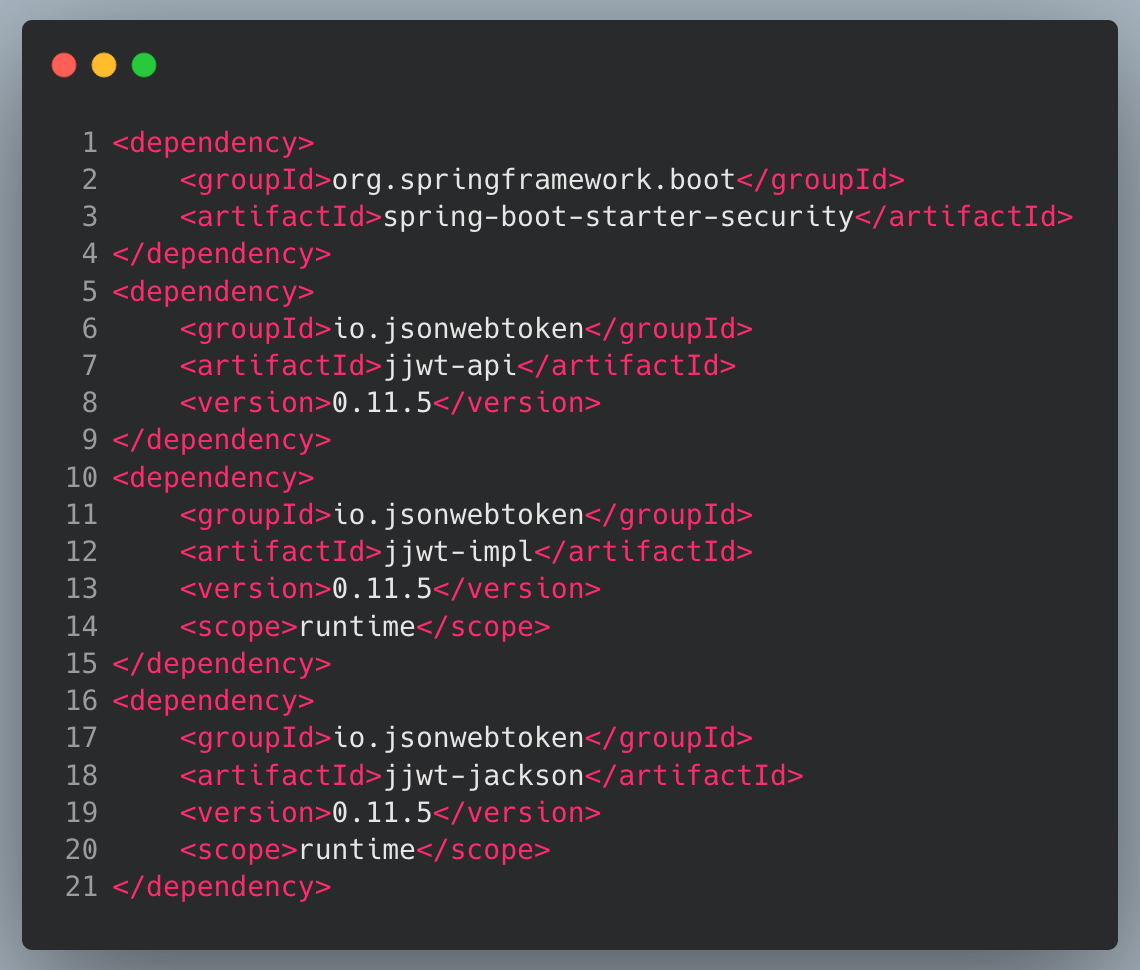 1 <dependency>
2     <groupId>org.springframework.boot</groupId>
3     <artifactId>spring-boot-starter-security</artifactId>
4 </dependency>
5 <dependency>
6     <groupId>io.jsonwebtoken</groupId>
7     <artifactId>jjwt-api</artifactId>
8     <version>0.11.5</version>
9 </dependency>
10 <dependency>
11     <groupId>io.jsonwebtoken</groupId>
12     <artifactId>jjwt-impl</artifactId>
13     <version>0.11.5</version>
14     <scope>runtime</scope>
15 </dependency>
16 <dependency>
17     <groupId>io.jsonwebtoken</groupId>
18     <artifactId>jjwt-jackson</artifactId>
19     <version>0.11.5</version>
20     <scope>runtime</scope>
21 </dependency>